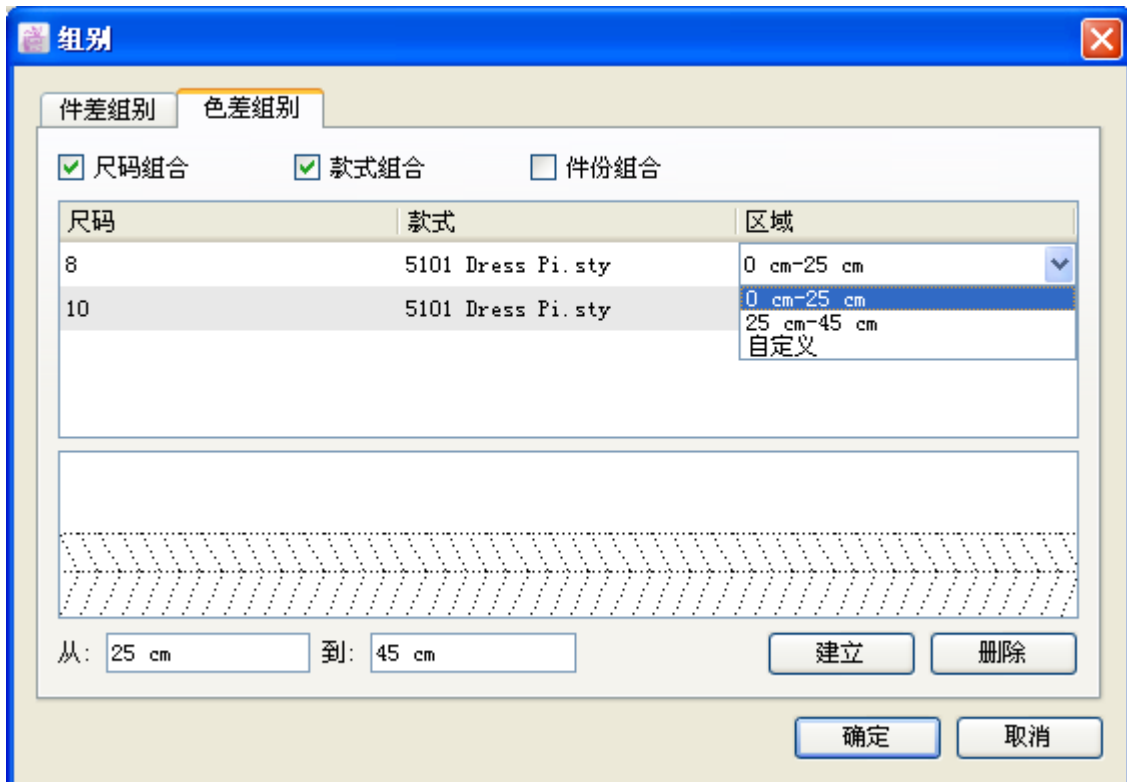 组别
件差组别 色差组别
尺码组合 款式组合 件份组合
尺码 款式 区域
8 5101 Dress Pi.sty 0 cm-25 cm
0 cm-25 cm
10 5101 Dress Pi.sty
25 cm-45 cm
自定义
从: 25 cm 到: 45 cm 建立 删除
确定 取消